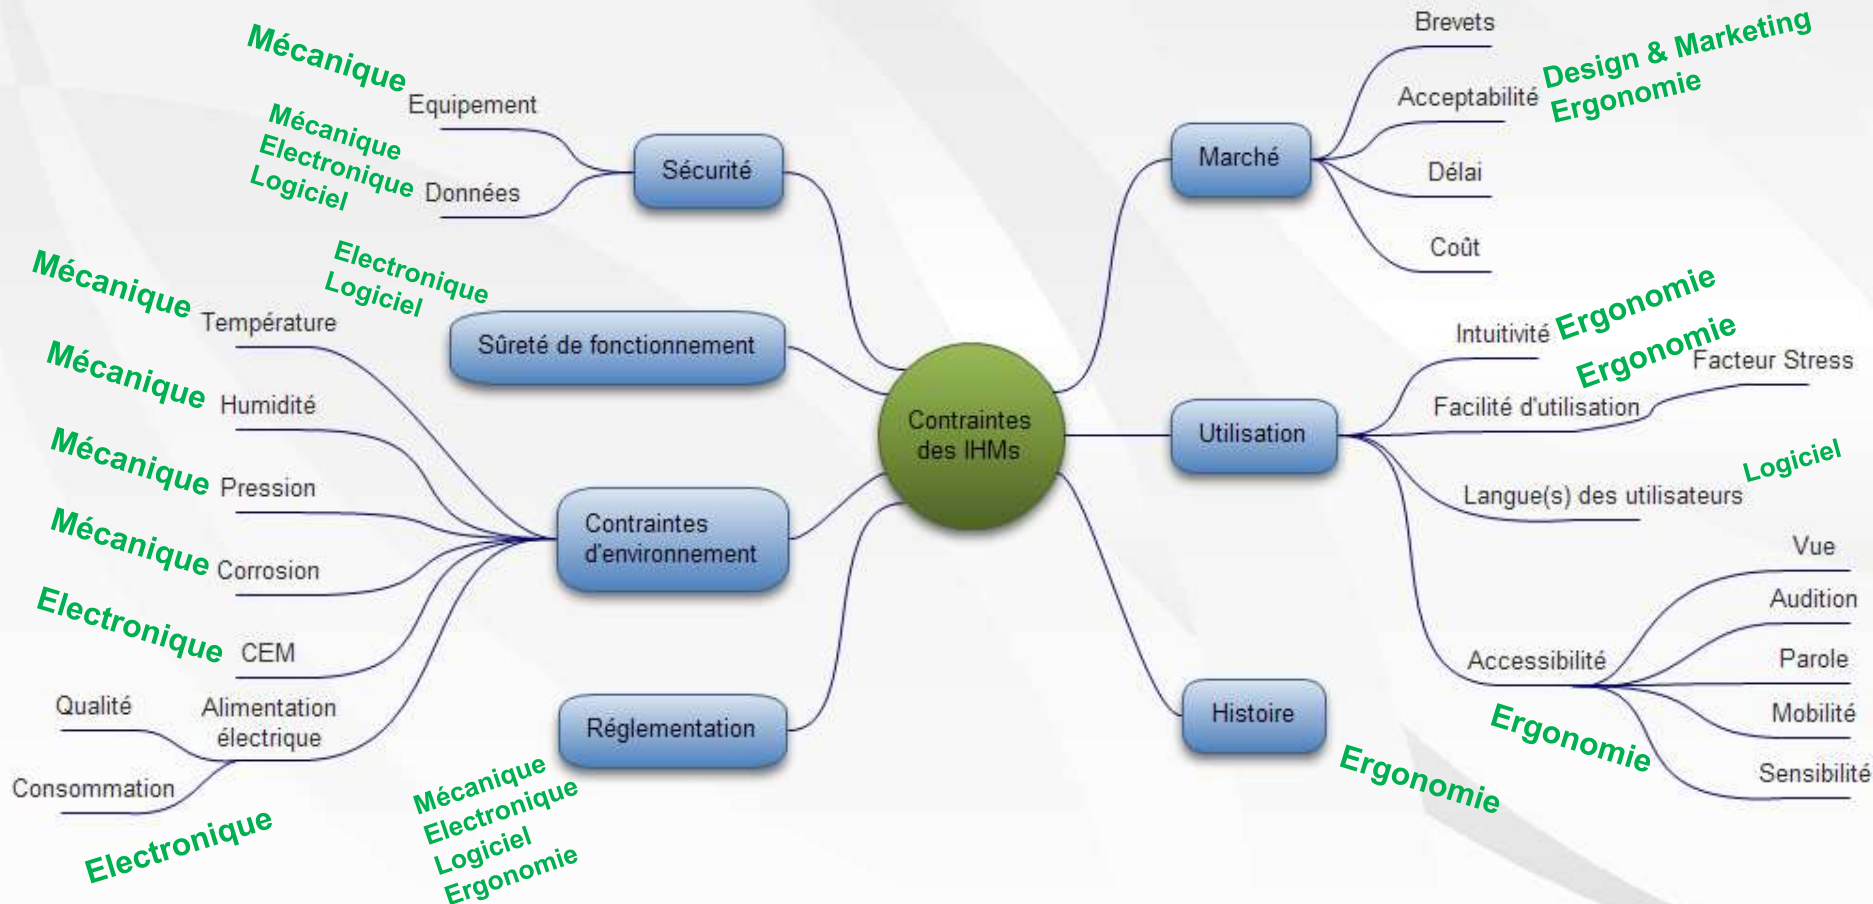 Mécanique
Equipement
Mécanique
Electronique
Logiciel
Données
Sécurité
Electronique
Logiciel
Sûreté de fonctionnement
Mécanique
Température
Mécanique
Humidité
Mécanique
Pression
Mécanique
Corrosion
Electronique
CEM
Qualité
Alimentation
électrique
Consommation
Electronique
Contraintes
d'environnement
Réglementation
Mécanique
Electronique
Logiciel
Ergonomie
Contraintes
des IHMs
Marché
Brevets
Acceptabilité
Design & Marketing
Ergonomie
Délai
Coût
Utilisation
Intuitivité
Ergonomie
Facilité d'utilisation
Ergonomie
Facteur Stress
Langue(s) des utilisateurs
Logiciel
Accessibilité
Ergonomie
Vue
Audition
Parole
Mobilité
Sensibilité
Histoire
Ergonomie